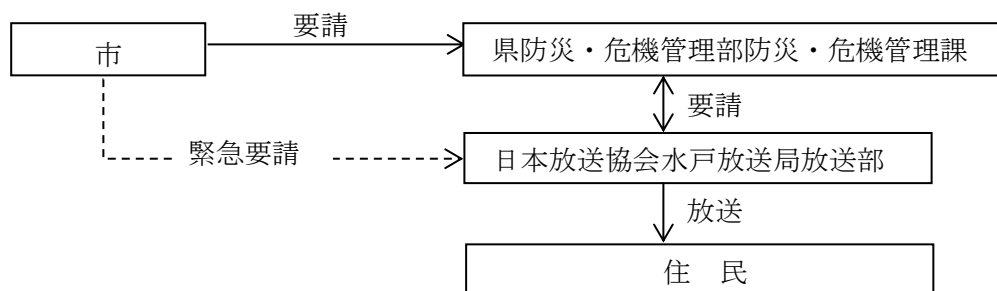 要請
市
県防災・危機管理部防災・危機管理課
要請
緊急要請
日本放送協会水戸放送局放送部
放送
住　民